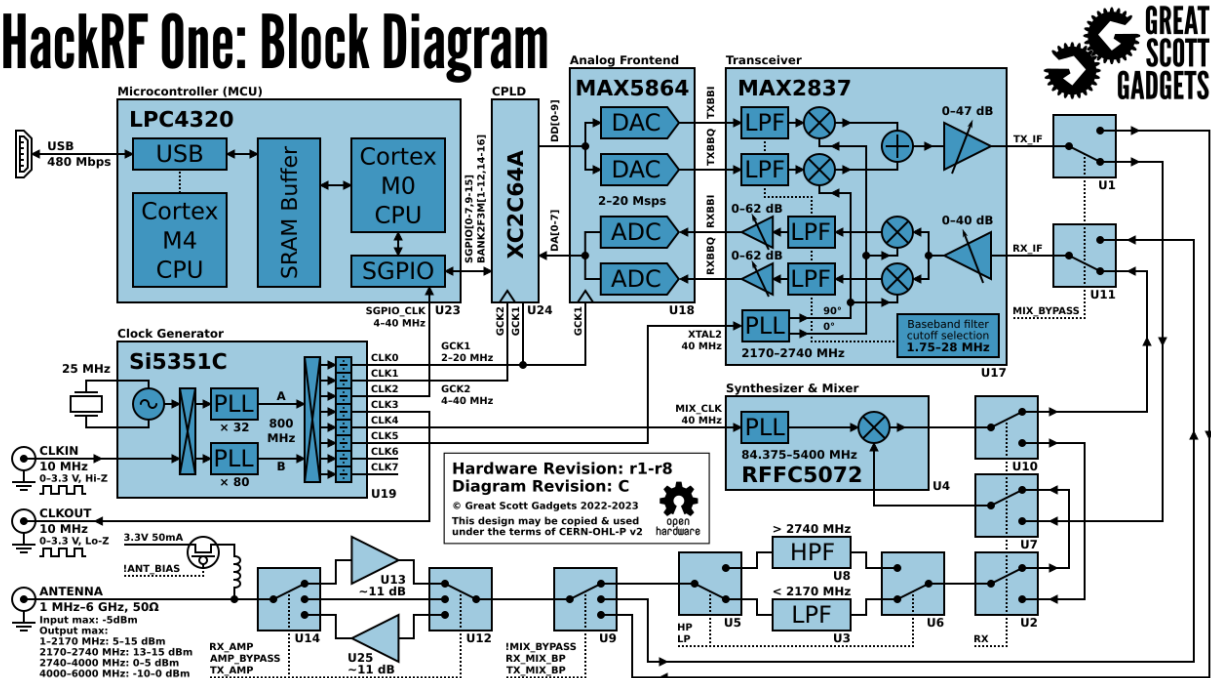 HackRF One: Block Diagram
GREAT
SCOTT
GADGETS
Microcontroller (MCU)
LPC4320
USB
480 Mbps
USB
Cortex
M4
CPU
SRAM Buffer
Cortex
M0
CPU
SGPIO
U23
SGPIO[0-7,9-15]
BANK2F3M[1-12,14-16]
SGPIO_CLK
4–40 MHz
CPLD
XC2C64A
GCK2
GCK1
U24
DD[0-9]
DA[0-7]
Analog Frontend
MAX5864
DAC
DAC
2–20 Msps
ADC
ADC
GCK1
U18
TXBBI
TXBBQ
RXBBI
RXBBQ
Transceiver
MAX2837
LPF
LPF
0–47 dB
0–62 dB
LPF
0–62 dB
LPF
0–40 dB
PLL
90°
0°
2170–2740 MHz
Baseband filter
cutoff selection
1.75–28 MHz
U17
XTAL2
40 MHz
TX_IF
U1
RX_IF
U11
MIX_BYPASS
Clock Generator
Si5351C
25 MHz
PLL
× 32
PLL
× 80
A
800
MHz
B
CLK0
CLK1
CLK2
CLK3
CLK4
CLK5
CLK6
CLK7
U19
GCK1
2-20 MHz
GCK2
4–40 MHz
CLKIN
10 MHz
0–3.3 V, Hi-Z
CLKOUT
10 MHz
0–3.3 V, Lo-Z
Synthesizer & Mixer
MIX_CLK
40 MHz
PLL
84.375–5400 MHz
RFFC5072
U4
U10
U7
Hardware Revision: r1-r8
Diagram Revision: C
© Great Scott Gadgets 2022–2023
This design may be copied & used
under the terms of CERN-OHL-P v2
open
hardware
3.3V 50mA
!ANT_BIAS
ANTENNA
1 MHz–6 GHz, 50Ω
Input max: -5dBm
Output max:
1–2170 MHz: 5–15 dBm
2170–2740 MHz: 13–15 dBm
2740–4000 MHz: 0–5 dBm
4000–6000 MHz: -10–0 dBm
U14
U13
~11 dB
U25
~11 dB
U12
RX_AMP
AMP_BYPASS
TX_AMP
U9
!MIX_BYPASS
RX_MIX_BP
TX_MIX_BP
U5
HP
LP
> 2740 MHz
HPF
U8
< 2170 MHz
LPF
U3
U6
U2
RX